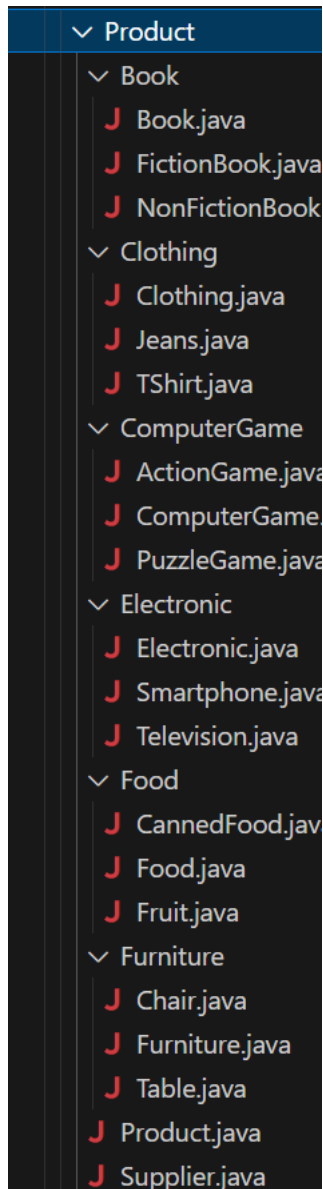 Product
Book
J Book.java
J FictionBook.java
J NonFictionBook
Clothing
J Clothing.java
J Jeans.java
J TShirt.java
ComputerGame
J ActionGame.java
J ComputerGame.
J PuzzleGame.java
Electronic
J Electronic.java
J Smartphone.java
J Television.java
Food
J CannedFood.jav
J Food.java
J Fruit.java
Furniture
J Chair.java
J Furniture.java
J Table.java
J Product.java
J Supplier.java